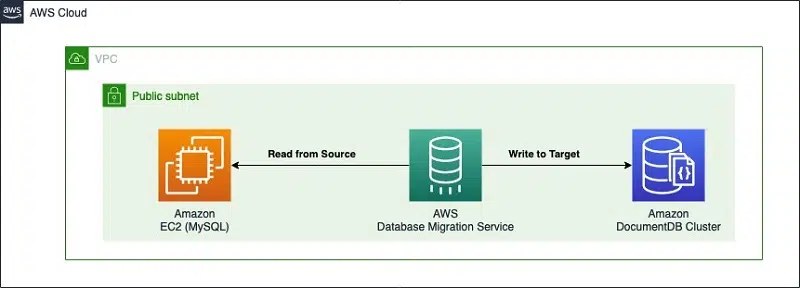 aws
AWS Cloud
VPC
Public subnet
Read from Source
Write to Target
Amazon
EC2 (MySQL)
AWS
Database Migration Service
Amazon
DocumentDB Cluster